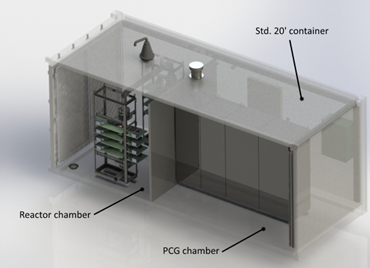 Std. 20' container
Reactor chamber
PCG chamber